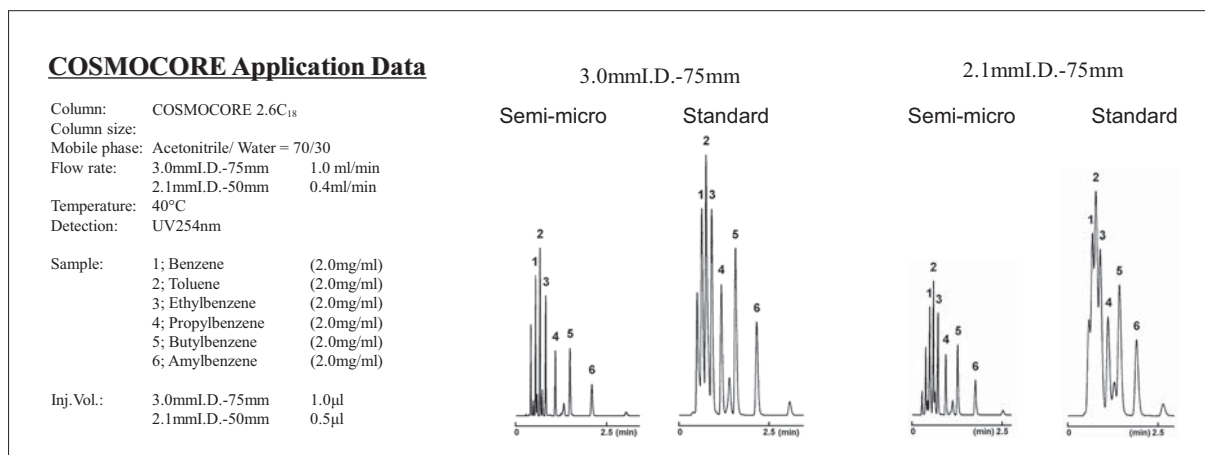 COSMOCORE Application Data
Column: COSMOCORE 2.6C₁₈
Column size:
Mobile phase: Acetonitrile/ Water = 70/30
Flow rate: 3.0mmI.D.-75mm 1.0 ml/min
2.1mmI.D.-50mm 0.4ml/min
Temperature: 40°C
Detection: UV254nm
Sample: 1; Benzene (2.0mg/ml)
2; Toluene (2.0mg/ml)
3; Ethylbenzene (2.0mg/ml)
4; Propylbenzene (2.0mg/ml)
5; Butylbenzene (2.0mg/ml)
6; Amylbenzene (2.0mg/ml)
Inj.Vol.: 3.0mmI.D.-75mm 1.0µl
2.1mmI.D.-50mm 0.5µl
3.0mmI.D.-75mm
Semi-micro
1
2
3
4
5
6
0 2.5 (min)
Standard
1
2
3
4
5
6
0 2.5 (min)
2.1mmI.D.-75mm
Semi-micro
1
2
3
4
5
6
0 (min) 2.5
Standard
1
2
3
4
5
6
0 (min) 2.5